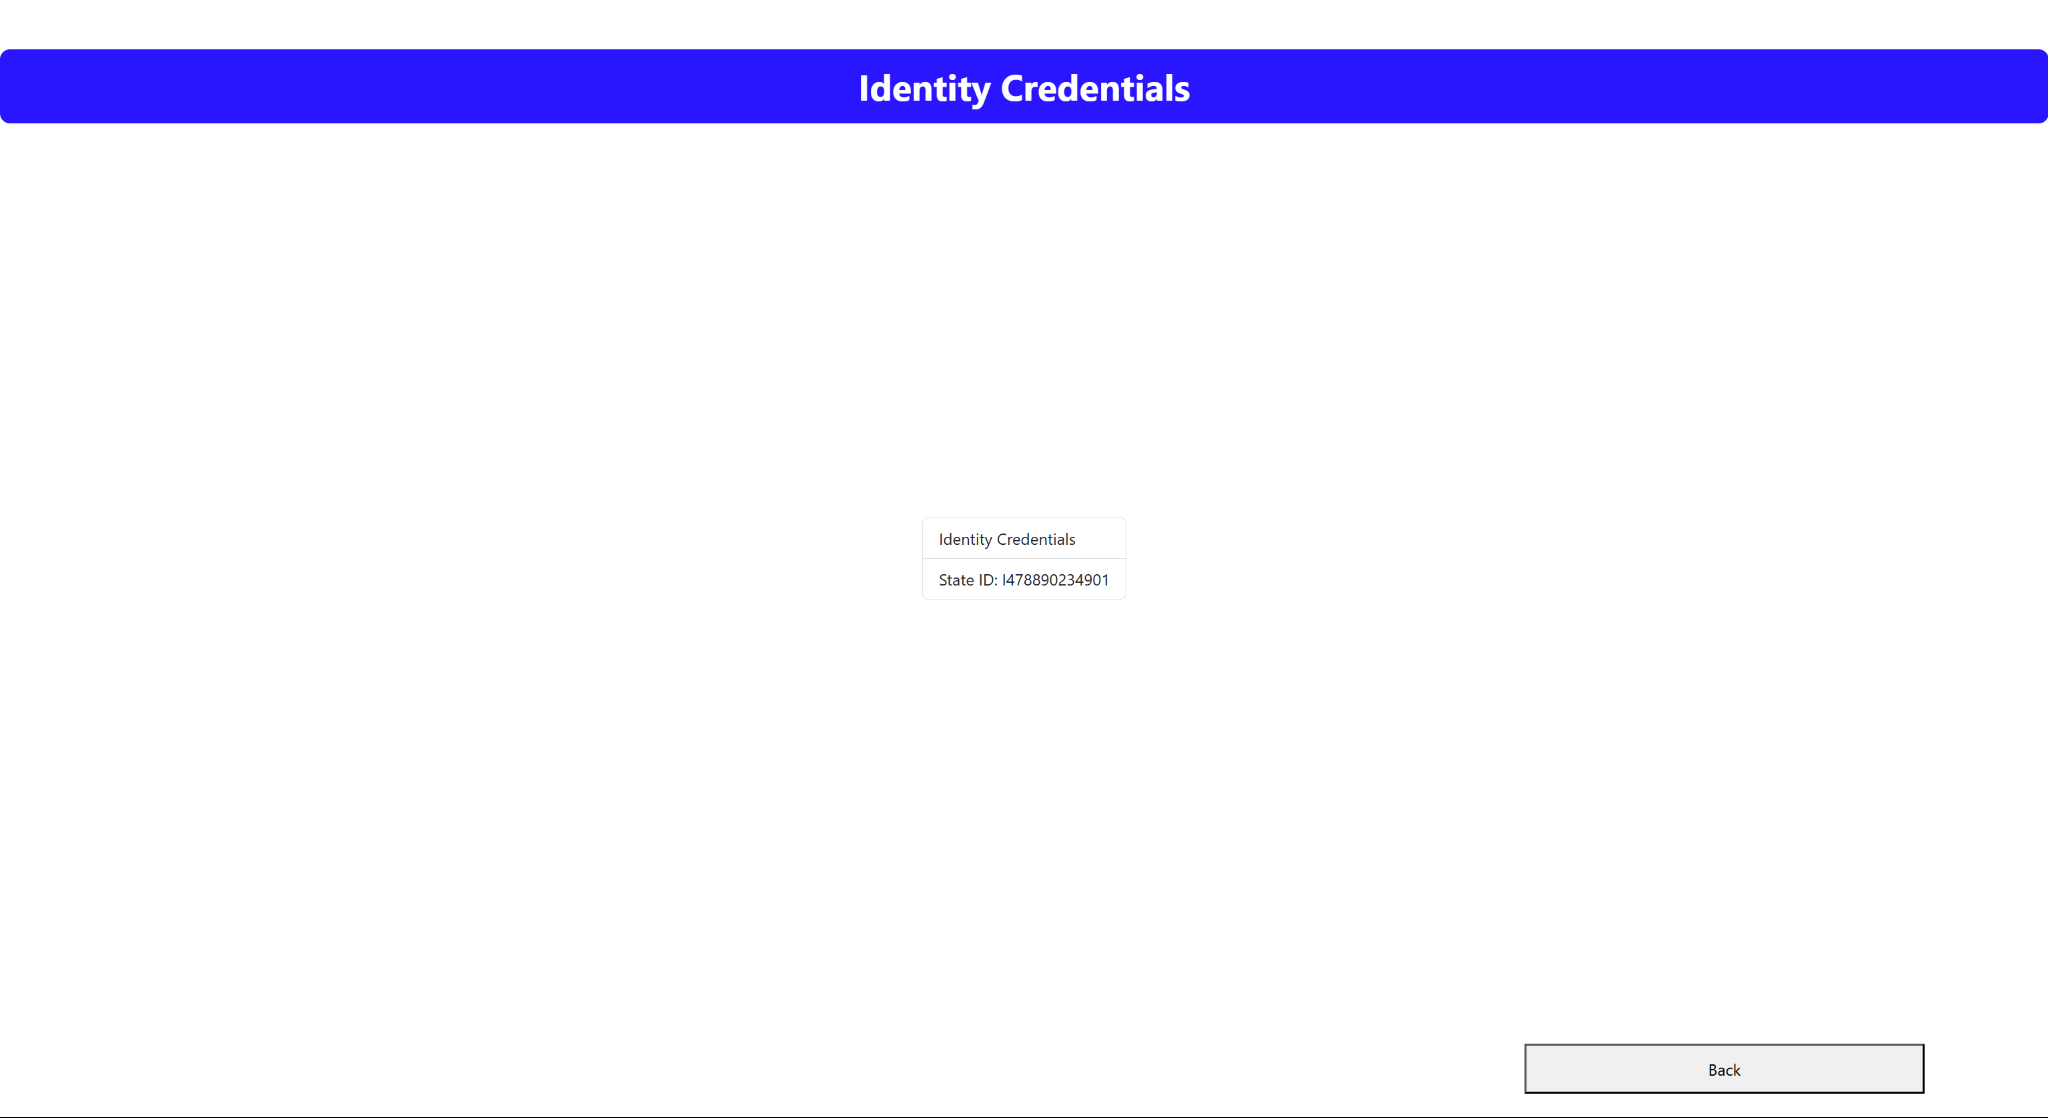 Identity Credentials
Identity Credentials
State ID: I478890234901
Back